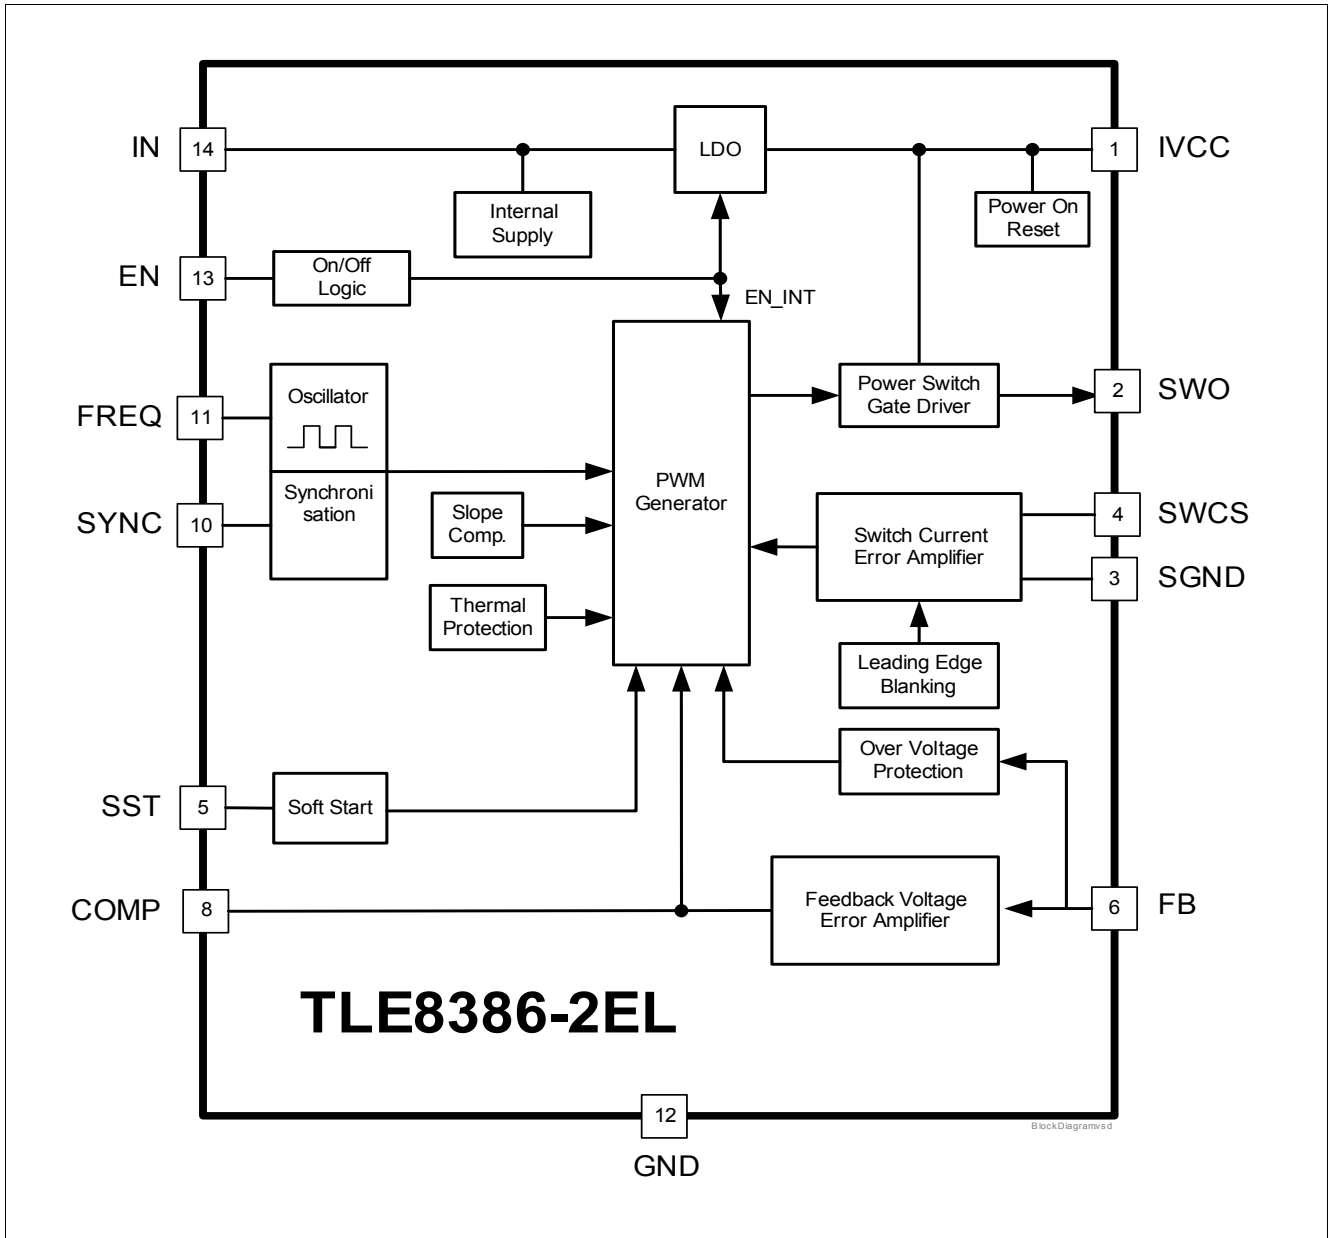 IN
14
LDO
1
IVCC
Internal
Supply
Power On
Reset
EN
13
On/Off
Logic
EN_INT
FREQ
11
Oscillator
Power Switch
Gate Driver
2
SWO
SYNC
10
Synchroni
sation
Slope
Comp.
PWM
Generator
Switch Current
Error Amplifier
4
SWCS
3
SGND
Thermal
Protection
Leading Edge
Blanking
Over Voltage
Protection
SST
5
Soft Start
COMP
8
Feedback Voltage
Error Amplifier
6
FB
TLE8386-2EL
12
GND
BlockDiagramvsd